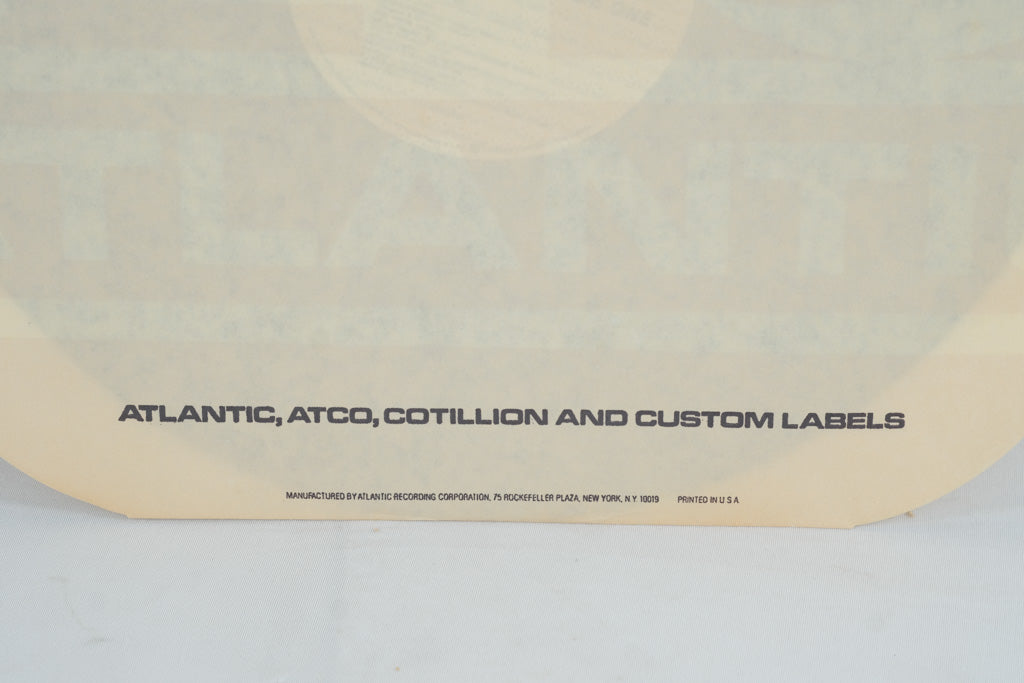 ATLANTIC
ATLANTIC, ATCO, COTILLION AND CUSTOM LABELS
MANUFACTURED BY ATLANTIC RECORDING CORPORATION, 75 ROCKEFELLER PLAZA, NEW YORK, N.Y. 10019 PRINTED IN U.S.A.